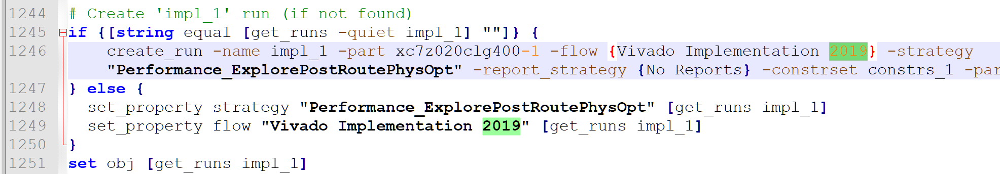 1244 # Create 'impl_1' run (if not found)
1245 if {[string equal [get_runs -quiet impl_1] ""]} {
1246 create_run -name impl_1 -part xc7z020clg400-1 -flow {Vivado Implementation 2019} -strategy
"Performance_ExplorePostRoutePhysOpt" -report_strategy {No Reports} -constrset constrs_1 -par
1247 } else {
1248 set_property strategy "Performance_ExplorePostRoutePhysOpt" [get_runs impl_1]
1249 set_property flow "Vivado Implementation 2019" [get_runs impl_1]
1250 }
1251 set obj [get_runs impl_1]